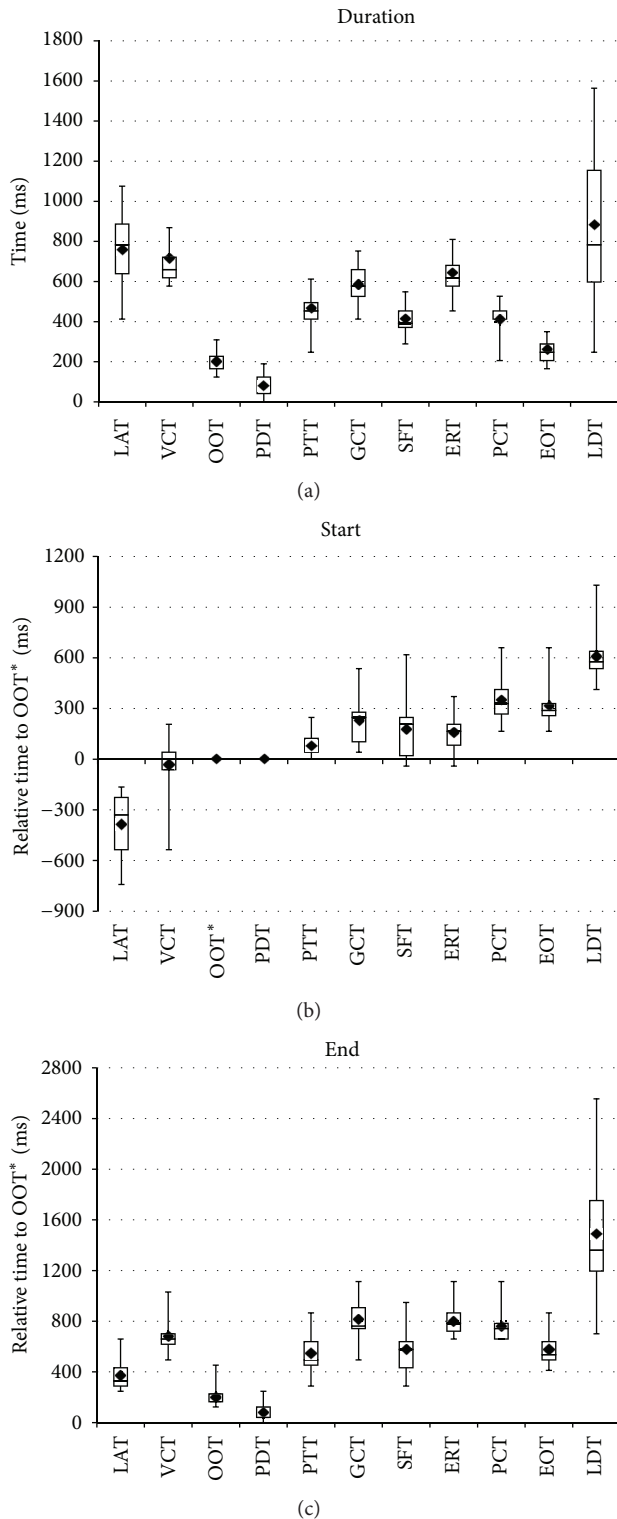 Duration
1800
1600
1400
1200
1000
800
600
400
200
0
Time (ms)
LAT
VCT
OOT
PDT
PTT
GCT
SFT
ERT
PCT
EOT
LDT
(a)
Start
1200
900
600
300
0
−300
−600
−900
Relative time to OOT* (ms)
LAT
VCT
OOT*
PDT
PTT
GCT
SFT
ERT
PCT
EOT
LDT
(b)
End
2800
2400
2000
1600
1200
800
400
0
Relative time to OOT* (ms)
LAT
VCT
OOT
PDT
PTT
GCT
SFT
ERT
PCT
EOT
LDT
(c)